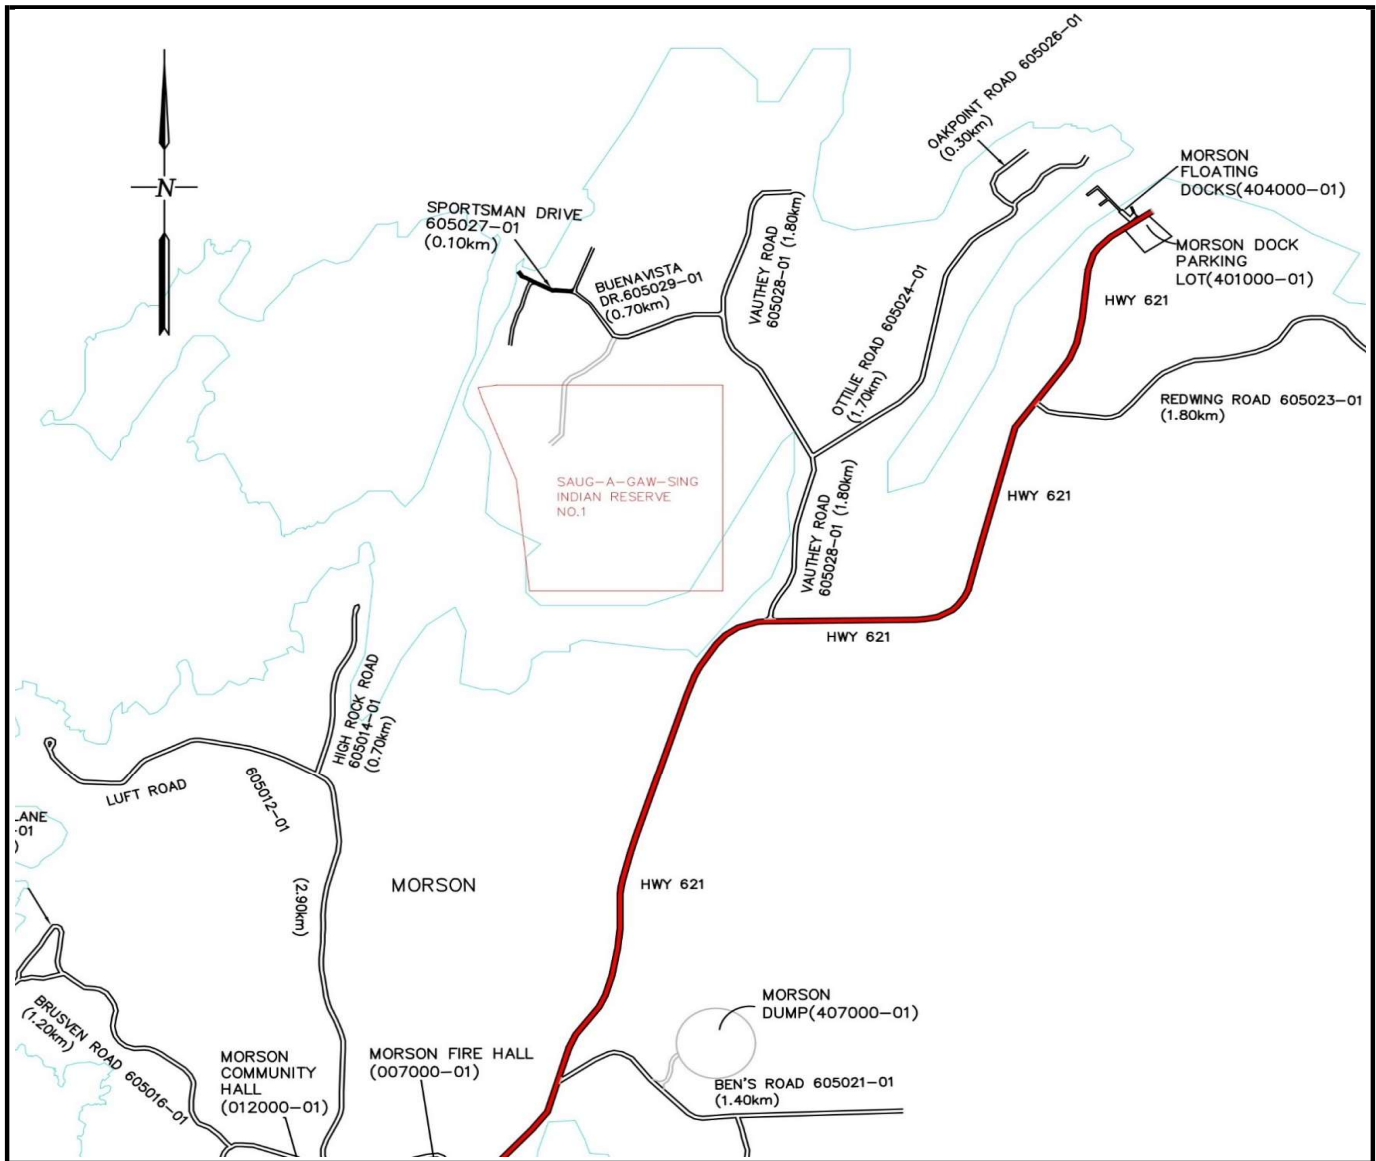 OAKPOINT ROAD 605026-01
(0.30km)
MORSON
FLOATING
DOCKS(404000-01)
N
SPORTSMAN DRIVE
605027-01
(0.10km)
VAUTHEY ROAD
605028-01 (1.80km)
MORSON DOCK
PARKING
LOT(401000-01)
BUENAVISTA
DR.605029-01
(0.70km)
HWY 621
OTTILIE ROAD 605024-01
(1.70km)
REDWING ROAD 605023-01
(1.80km)
SAUG-A-GAW-SING
INDIAN RESERVE
NO.1
HWY 621
VAUTHEY ROAD
605028-01 (1.80km)
HWY 621
HIGH ROCK ROAD
605014-01
(0.70km)
LUFT ROAD
605012-01
LANE
-01
)
(2.90km)
MORSON
HWY 621
BRUSVEN ROAD 605016-01
(1.20km)
MORSON
DUMP(407000-01)
MORSON
COMMUNITY
HALL
(012000-01)
MORSON FIRE HALL
(007000-01)
BEN'S ROAD 605021-01
(1.40km)